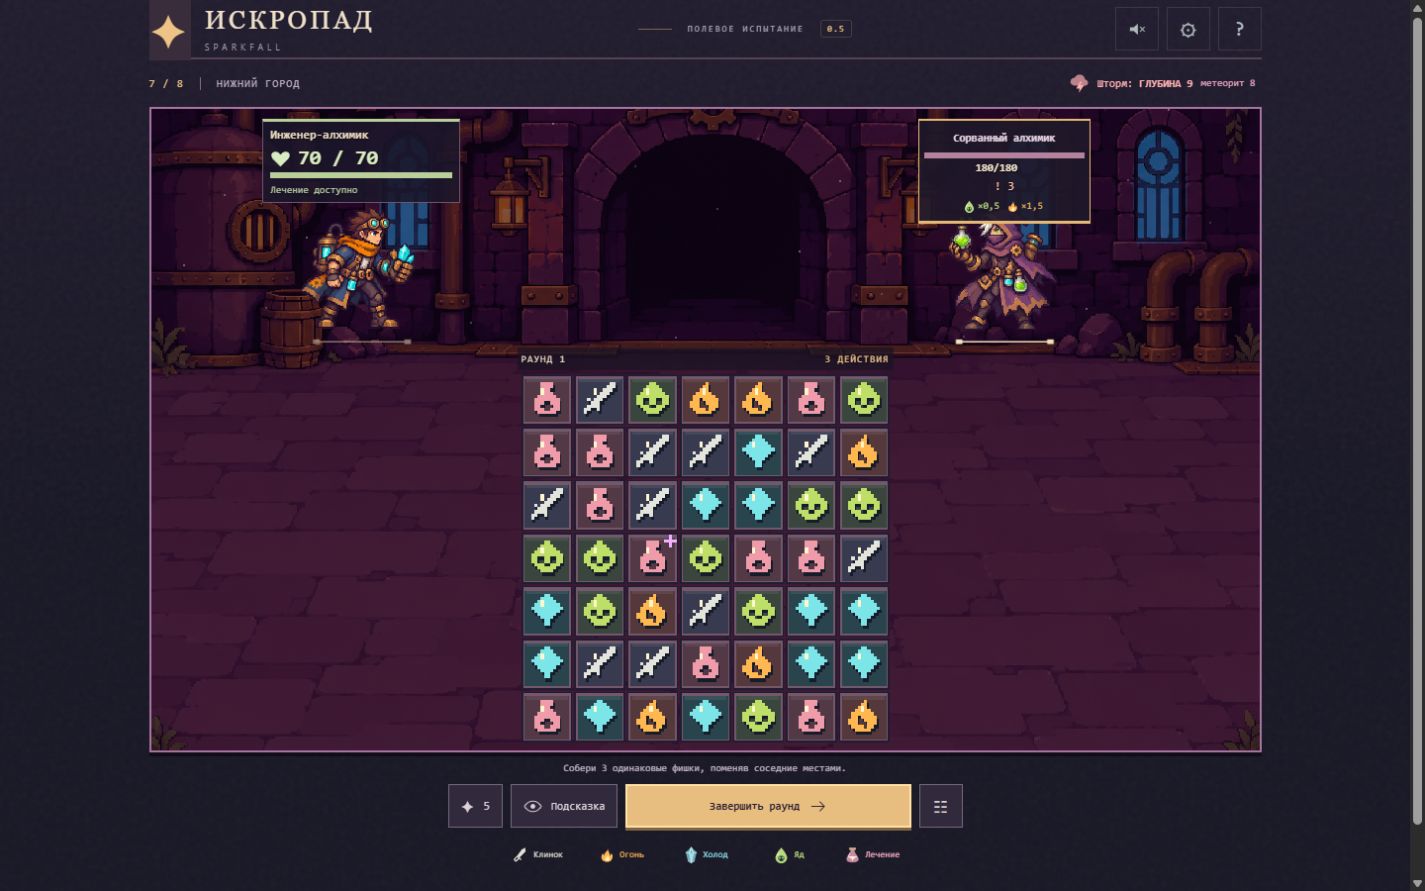 ИСКРОПАД
SPARKFALL
ПОЛЕВОЕ ИСПЫТАНИЕ 0.5
?
7 / 8 | НИЖНИЙ ГОРОД
Шторм: ГЛУБИНА 9 метеорит 8
Инженер-алхимик
70 / 70
Лечение доступно
Сорванный алхимик
180/180
! 3
×0,5 ×1,5
РАУНД 1
3 ДЕЙСТВИЯ
Собери 3 одинаковые фишки, поменяв соседние местами.
5
Подсказка
Завершить раунд →
Клинок
Огонь
Холод
Яд
Лечение